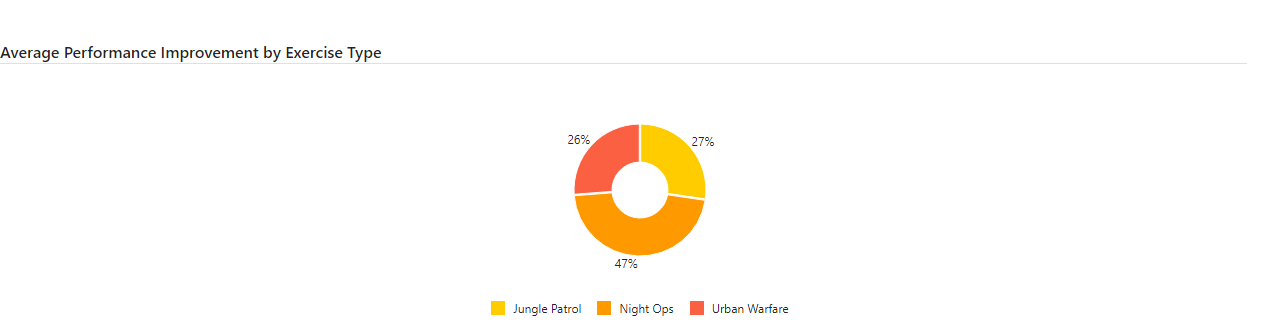 Average Performance Improvement by Exercise Type
26%
27%
47%
Jungle Patrol
Night Ops
Urban Warfare